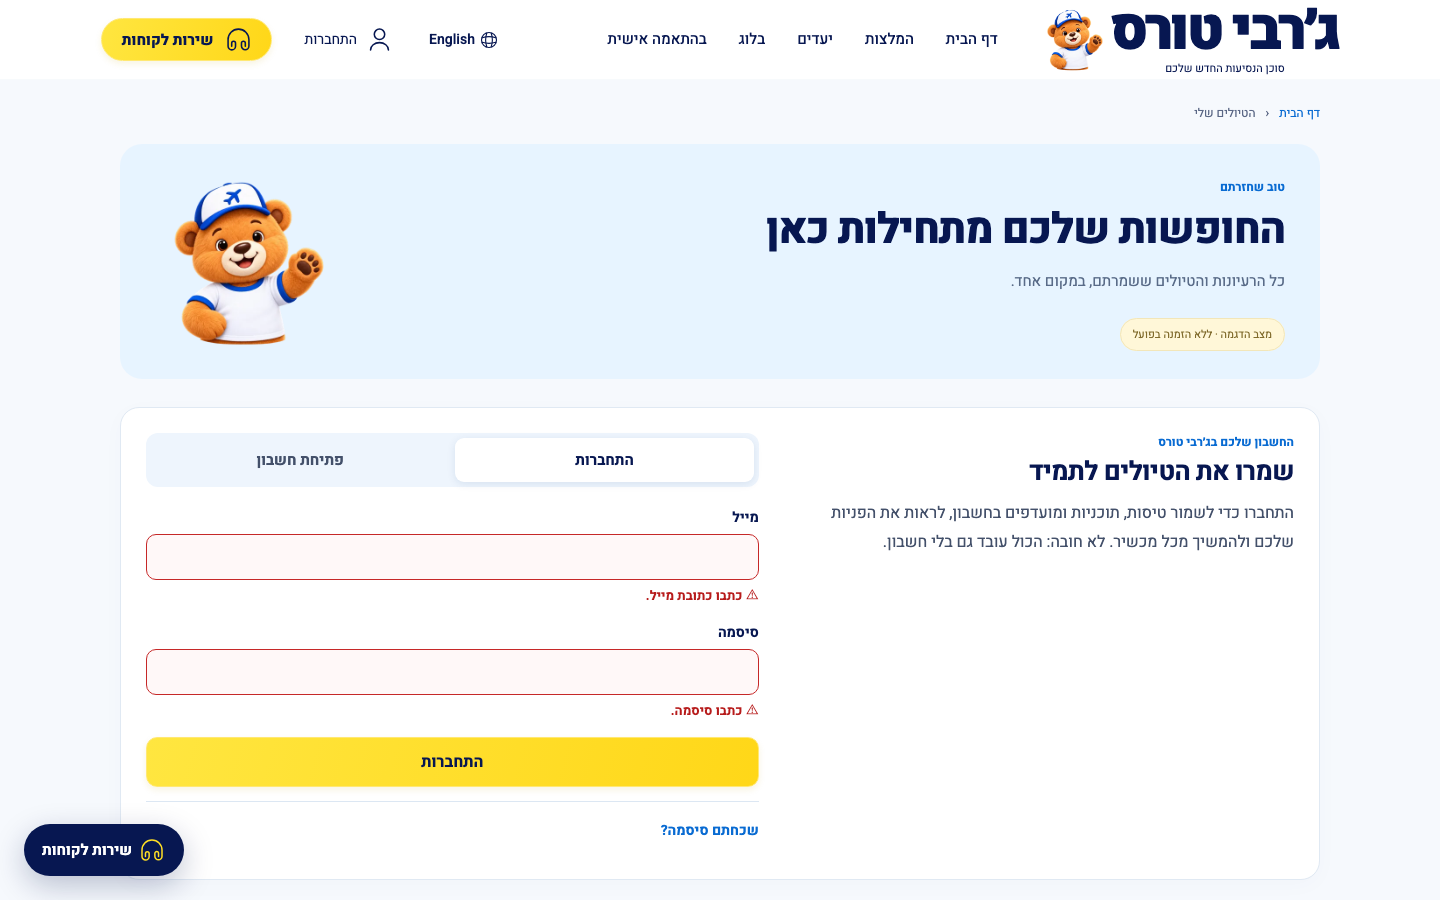 ג׳רבי טורס
סוכן הנסיעות החדש שלכם
דף הבית
המלצות
יעדים
בלוג
בהתאמה אישית
English
התחברות
שירות לקוחות
דף הבית › הטיולים שלי
טוב שחזרתם
החופשות שלכם מתחילות כאן
כל הרעיונות והטיולים ששמרתם, במקום אחד.
מצב הדגמה · ללא הזמנה בפועל
החשבון שלכם בג׳רבי טורס
שמרו את הטיולים לתמיד
התחברו כדי לשמור טיסות, תוכניות ומועדפים בחשבון, לראות את הפניות
שלכם ולהמשיך מכל מכשיר. לא חובה: הכול עובד גם בלי חשבון.
התחברות
פתיחת חשבון
מייל
⚠ כתבו כתובת מייל.
סיסמה
⚠ כתבו סיסמה.
התחברות
שכחתם סיסמה?
שירות לקוחות